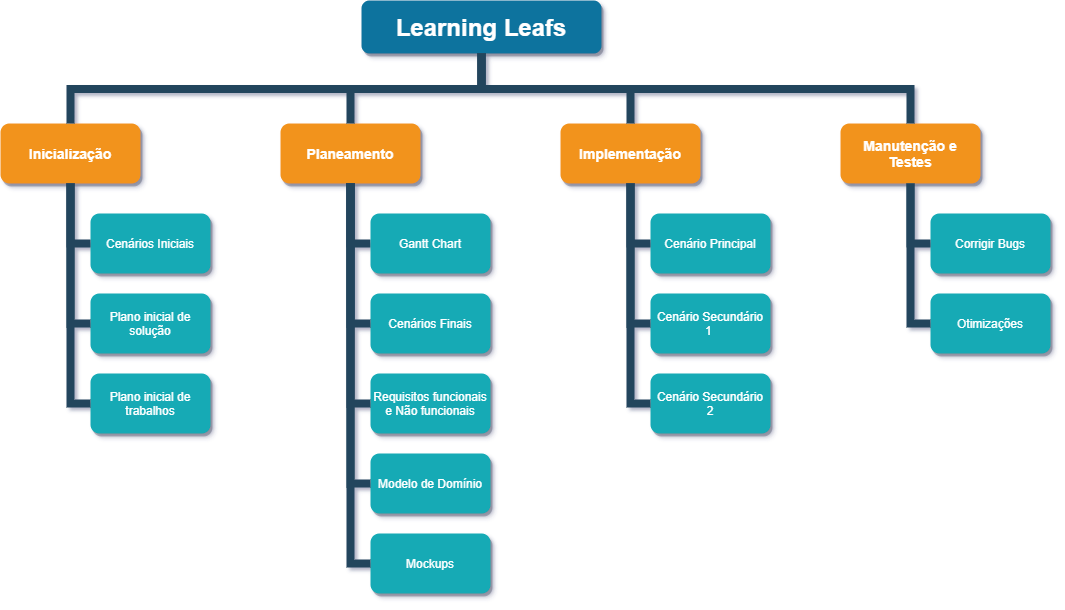 Learning Leafs
Inicialização
Planeamento
Implementação
Manutenção e
Testes
Cenários Iniciais
Plano inicial de
solução
Plano inicial de
trabalhos
Gantt Chart
Cenários Finais
Requisitos funcionais
e Não funcionais
Modelo de Domínio
Mockups
Cenário Principal
Cenário Secundário
1
Cenário Secundário
2
Corrigir Bugs
Otimizações